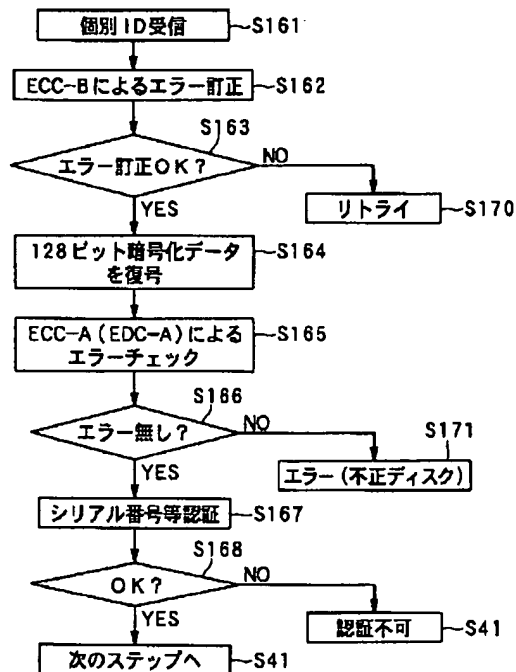 個別ID受信
S161
ECC-Bによるエラー訂正
S162
S163
エラー訂正OK?
NO
YES
リトライ
S170
128ビット暗号化データ
を復号
S164
ECC-A(EDC-A)による
エラーチェック
S165
S166
エラー無し?
NO
YES
S171
エラー(不正ディスク)
シリアル番号等認証
S167
S168
OK?
NO
YES
認証不可
S41
次のステップへ
S41